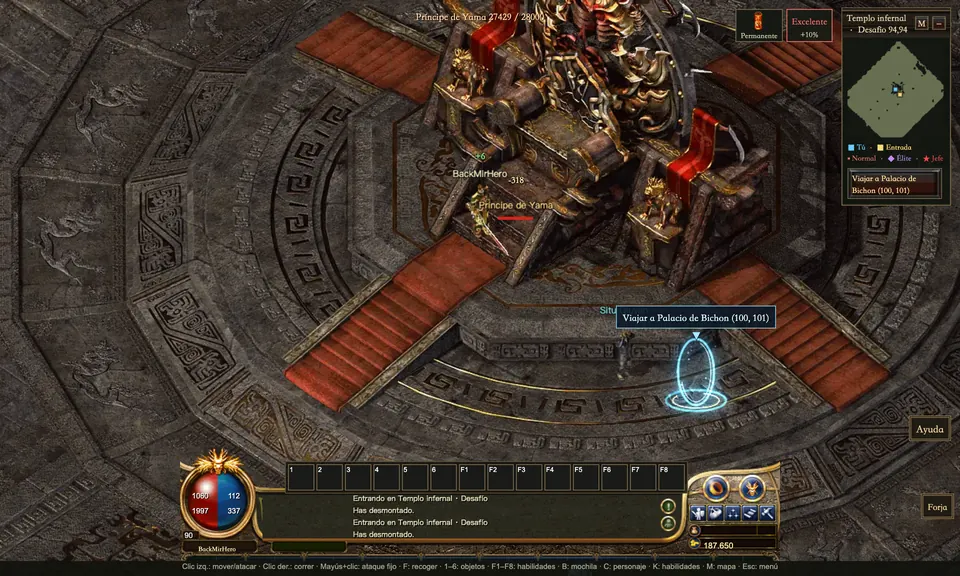 Príncipe de Yama 27429 / 28000
Permanente
Excelente
+10%
Templo infernal
· Desafío 94,94
M
–
Tú · Entrada
Normal · Élite · Jefe
Viajar a Palacio de
Bichon (100, 101)
+6
BackMirHero
-318
Príncipe de Yama
Situ
Viajar a Palacio de Bichon (100, 101)
Ayuda
Forja
1 2 3 4 5 6 F1 F2 F3 F4 F5 F6 F7 F8
1060 112
1997 337
90
BackMirHero
Entrando en Templo infernal · Desafío
Has desmontado.
Entrando en Templo infernal · Desafío
Has desmontado.
187.650
Clic izq.: mover/atacar · Clic der.: correr · Mayús+clic: ataque fijo · F: recoger · 1–6: objetos · F1–F8: habilidades · B: mochila · C: personaje · K: habilidades · M: mapa · Esc: menú